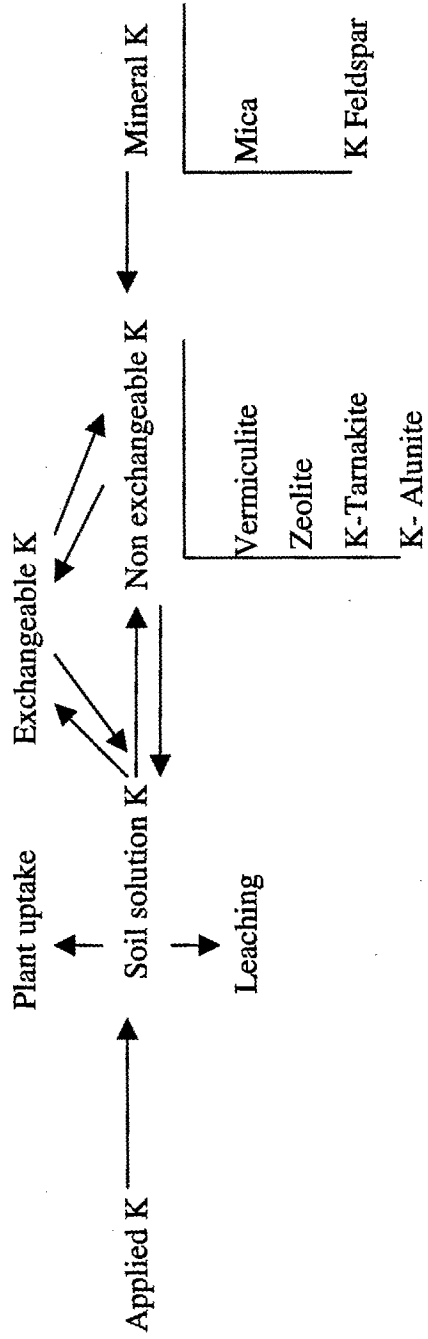 Plant uptake
Exchangeable K
Applied K
Soil solution K
Non exchangeable K
Mineral K
Leaching
Vermiculite
Zeolite
K-Tarnakite
K- Alunite
Mica
K Feldspar